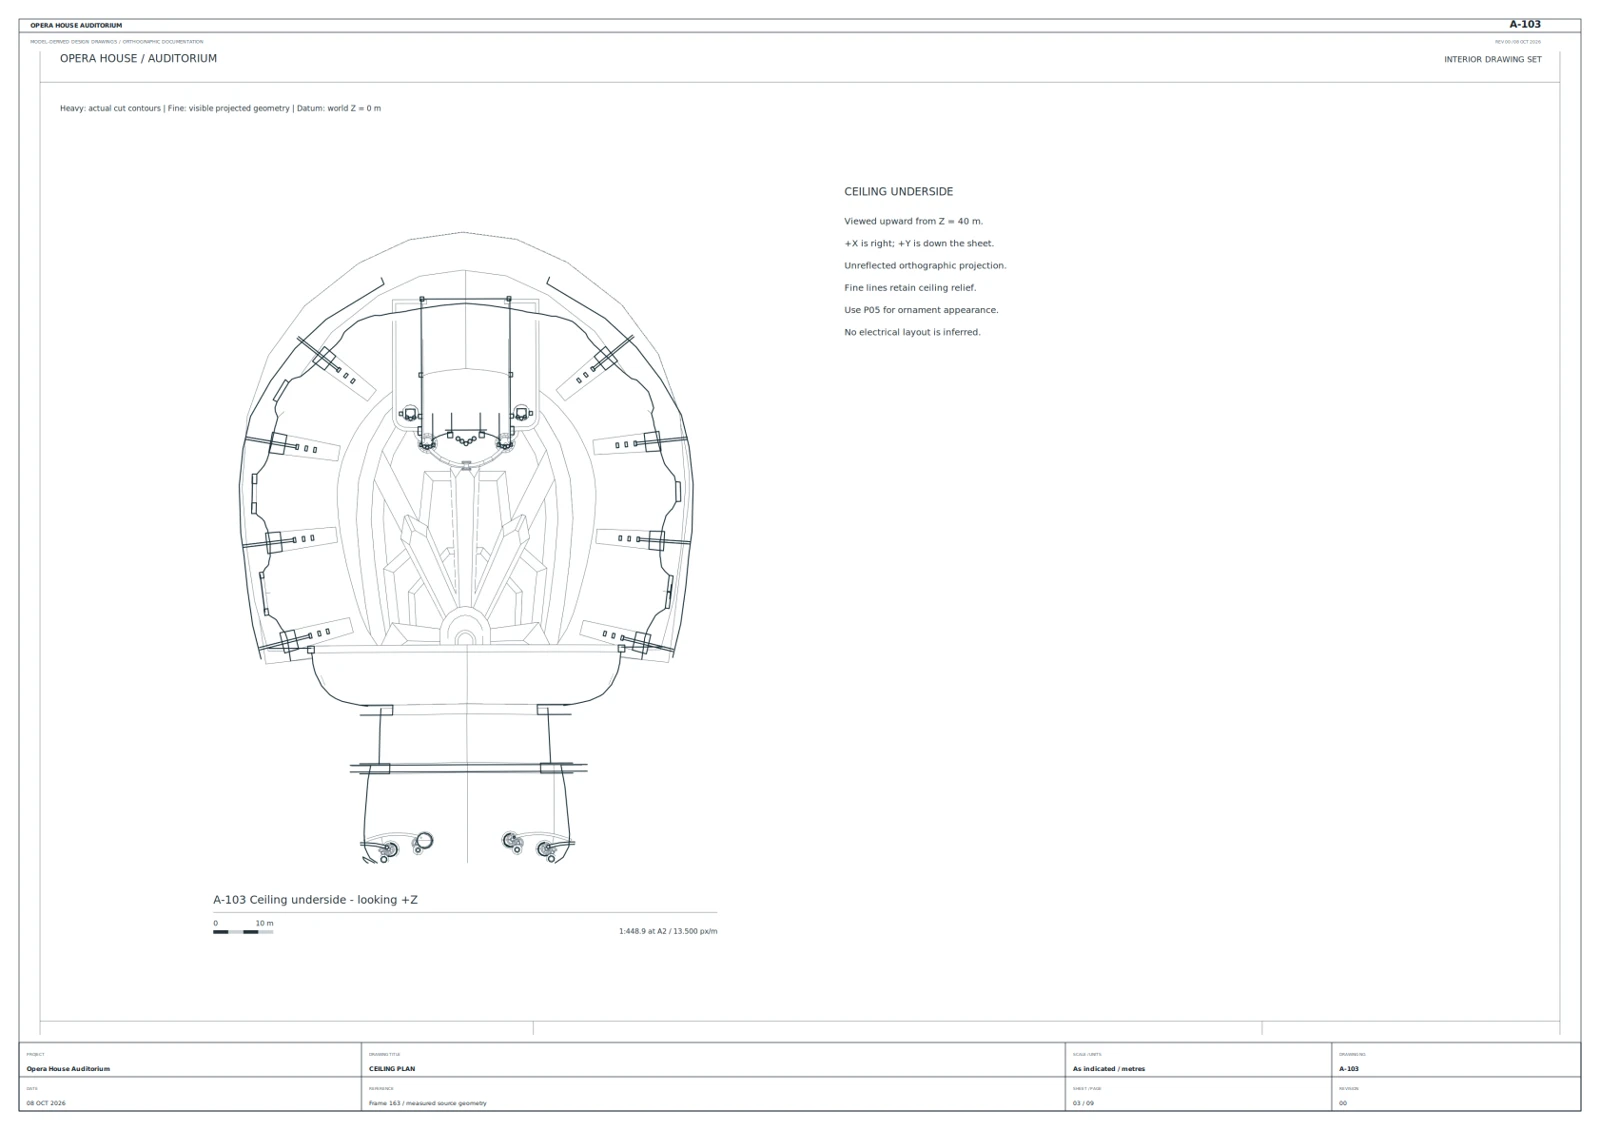 OPERA HOUSE AUDITORIUM
A-103
MODEL-DERIVED DESIGN DRAWINGS / ORTHOGRAPHIC DOCUMENTATION
REV 00 / 08 OCT 2026
OPERA HOUSE / AUDITORIUM
INTERIOR DRAWING SET
Heavy: actual cut contours | Fine: visible projected geometry | Datum: world Z = 0 m
CEILING UNDERSIDE
Viewed upward from Z = 40 m.
+X is right; +Y is down the sheet.
Unreflected orthographic projection.
Fine lines retain ceiling relief.
Use P05 for ornament appearance.
No electrical layout is inferred.
A-103 Ceiling underside - looking +Z
0 10 m
1:448.9 at A2 / 13.500 px/m
PROJECT
Opera House Auditorium
DRAWING TITLE
CEILING PLAN
SCALE / UNITS
As indicated / metres
DRAWING NO.
A-103
DATE
08 OCT 2026
REFERENCE
Frame 163 / measured source geometry
SHEET / PAGE
03 / 09
REVISION
00